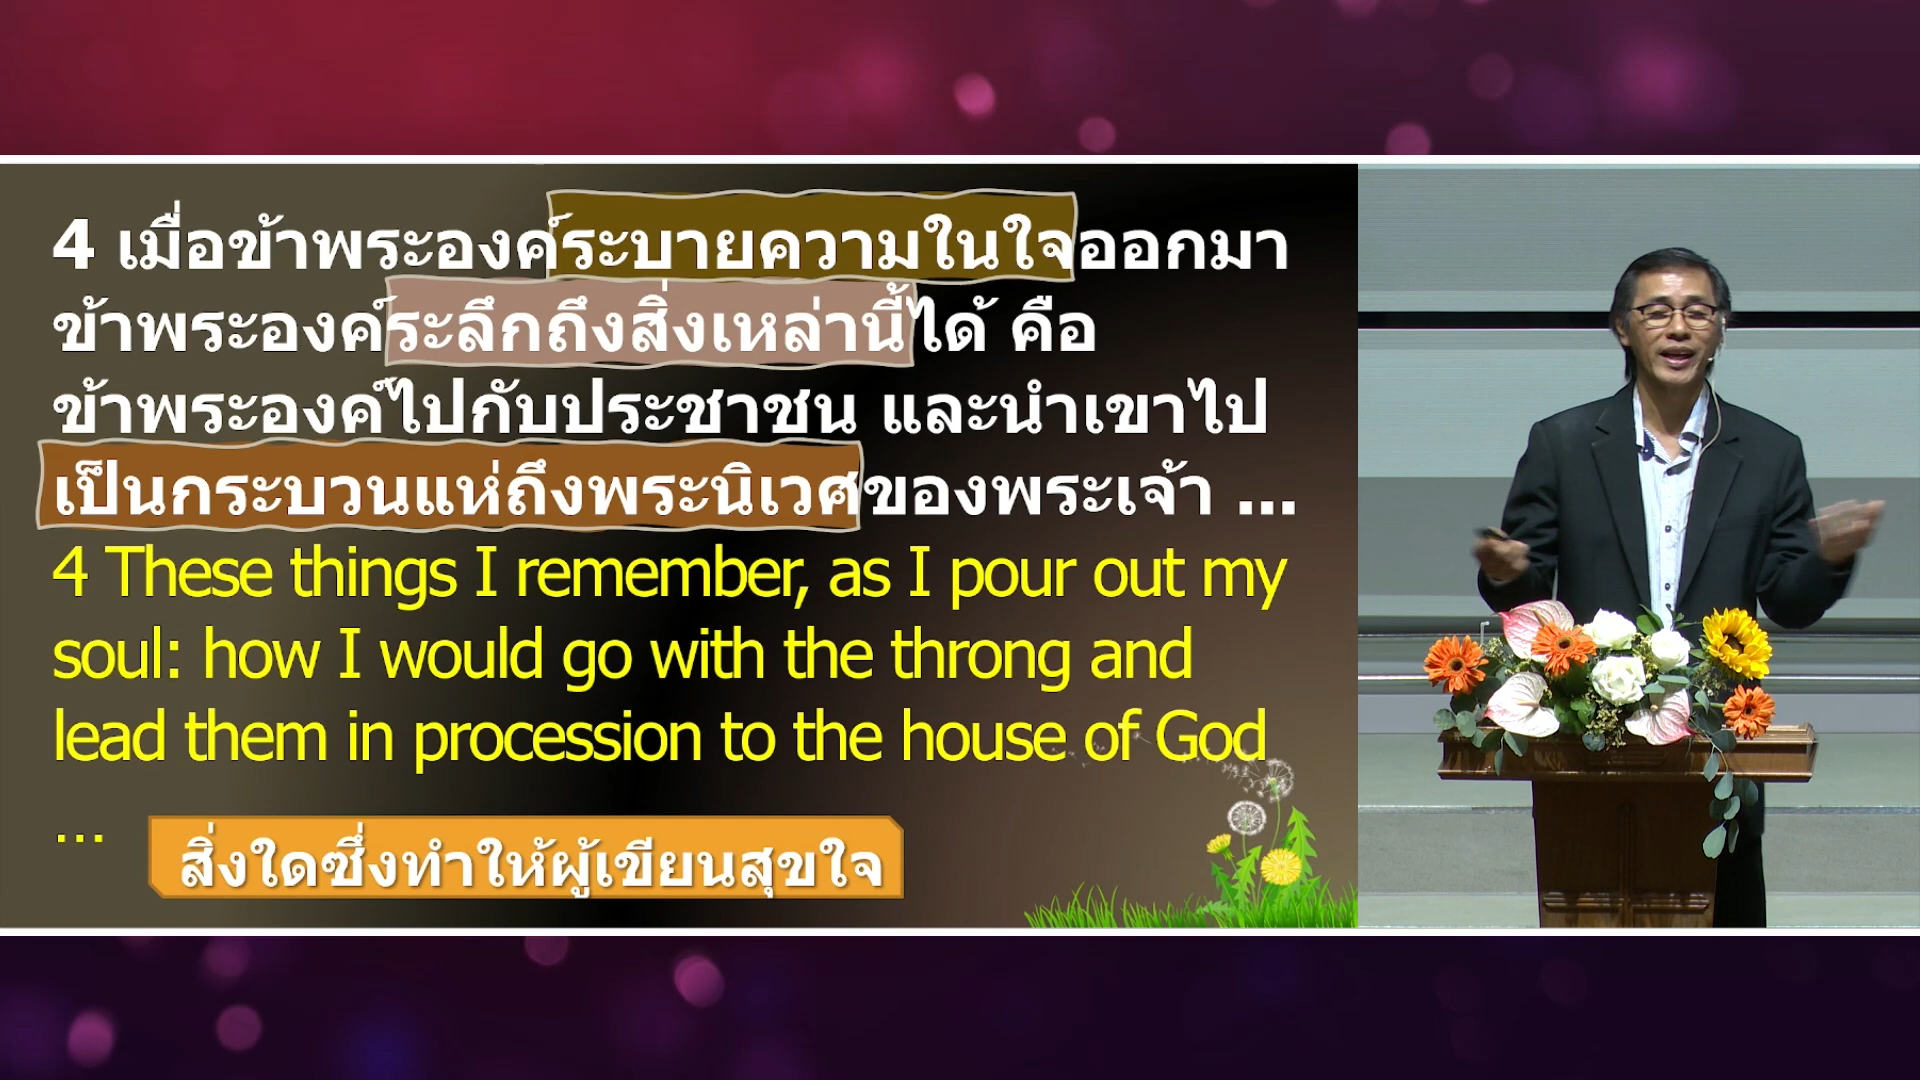 4 เมื่อข้าพระองค์ระบายความในใจออกมา
ข้าพระองค์ระลึกถึงสิ่งเหล่านี้ได้ คือ
ข้าพระองค์ไปกับประชาชน และนำเขาไป
เป็นกระบวนแห่ถึงพระนิเวศของพระเจ้า ...
4 These things I remember, as I pour out my
soul: how I would go with the throng and
lead them in procession to the house of God
...
สิ่งใดซึ่งทำให้ผู้เขียนสุขใจ